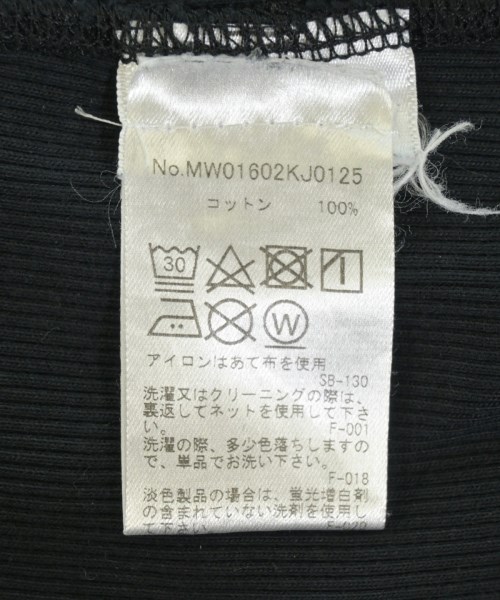 No.MW01602KJ0125
コットン 100%
30
W
アイロンはあて布を使用
SB-130
洗濯又はクリーニングの際は、
裏返してネットを使用して下さ
い。
F-001
洗濯の際、多少色落ちしますの
で、単品でお洗い下さい。
F-018
淡色製品の場合は、蛍光増白剤
の含まれていない洗剤を使用し